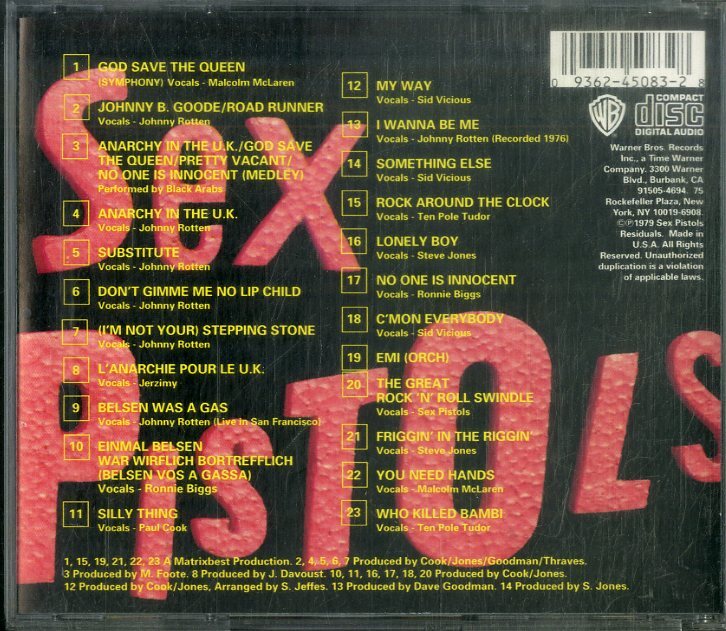 1 GOD SAVE THE QUEEN
(SYMPHONY) Vocals - Malcolm McLaren
2 JOHNNY B. GOODE/ROAD RUNNER
Vocals - Johnny Rotten
3 ANARCHY IN THE U.K./GOD SAVE
THE QUEEN/PRETTY VACANT/
NO ONE IS INNOCENT (MEDLEY)
Performed by Black Arabs
4 ANARCHY IN THE U.K.
Vocals - Johnny Rotten
5 SUBSTITUTE
Vocals - Johnny Rotten
6 DON'T GIMME ME NO LIP CHILD
Vocals - Johnny Rotten
7 (I'M NOT YOUR) STEPPING STONE
Vocals - Johnny Rotten
8 L'ANARCHIE POUR LE U.K.
Vocals - Jerzimy
9 BELSEN WAS A GAS
Vocals - Johnny Rotten (Live in San Francisco)
10 EINMAL BELSEN
WAR WIRFLICH BORTREFFLICH
(BELSEN VOS A GASSA)
Vocals - Ronnie Biggs
11 SILLY THING
Vocals - Paul Cook
12 MY WAY
Vocals - Sid Vicious
13 I WANNA BE ME
Vocals - Johnny Rotten (Recorded 1976)
14 SOMETHING ELSE
Vocals - Sid Vicious
15 ROCK AROUND THE CLOCK
Vocals - Ten Pole Tudor
16 LONELY BOY
Vocals - Steve Jones
17 NO ONE IS INNOCENT
Vocals - Ronnie Biggs
18 C'MON EVERYBODY
Vocals - Sid Vicious
19 EMI (ORCH)
20 THE GREAT
ROCK 'N' ROLL SWINDLE
Vocals - Sex Pistols
21 FRIGGIN' IN THE RIGGIN'
Vocals - Steve Jones
22 YOU NEED HANDS
Vocals - Malcolm McLaren
23 WHO KILLED BAMBI
Vocals - Ten Pole Tudor
0 9362-45083-2 8
WB
COMPACT
disc
DIGITAL AUDIO
Warner Bros. Records
Inc., a Time Warner
Company. 3300 Warner
Blvd., Burbank, CA
91505-4694. 75
Rockefeller Plaza, New
York, NY 10019-6908.
©℗1979 Sex Pistols
Residuals. Made in
U.S.A. All Rights
Reserved. Unauthorized
duplication is a violation
of applicable laws.
SeX
PIsTOLs
1, 15, 19, 21, 22, 23 A Matrixbest Production. 2, 4, 5, 6, 7 Produced by Cook/Jones/Goodman/Thraves.
3 Produced by M. Foote. 8 Produced by J. Davoust. 10, 11, 16, 17, 18, 20 Produced by Cook/Jones.
12 Produced by Cook/Jones, Arranged by S. Jeffes. 13 Produced by Dave Goodman. 14 Produced by S. Jones.